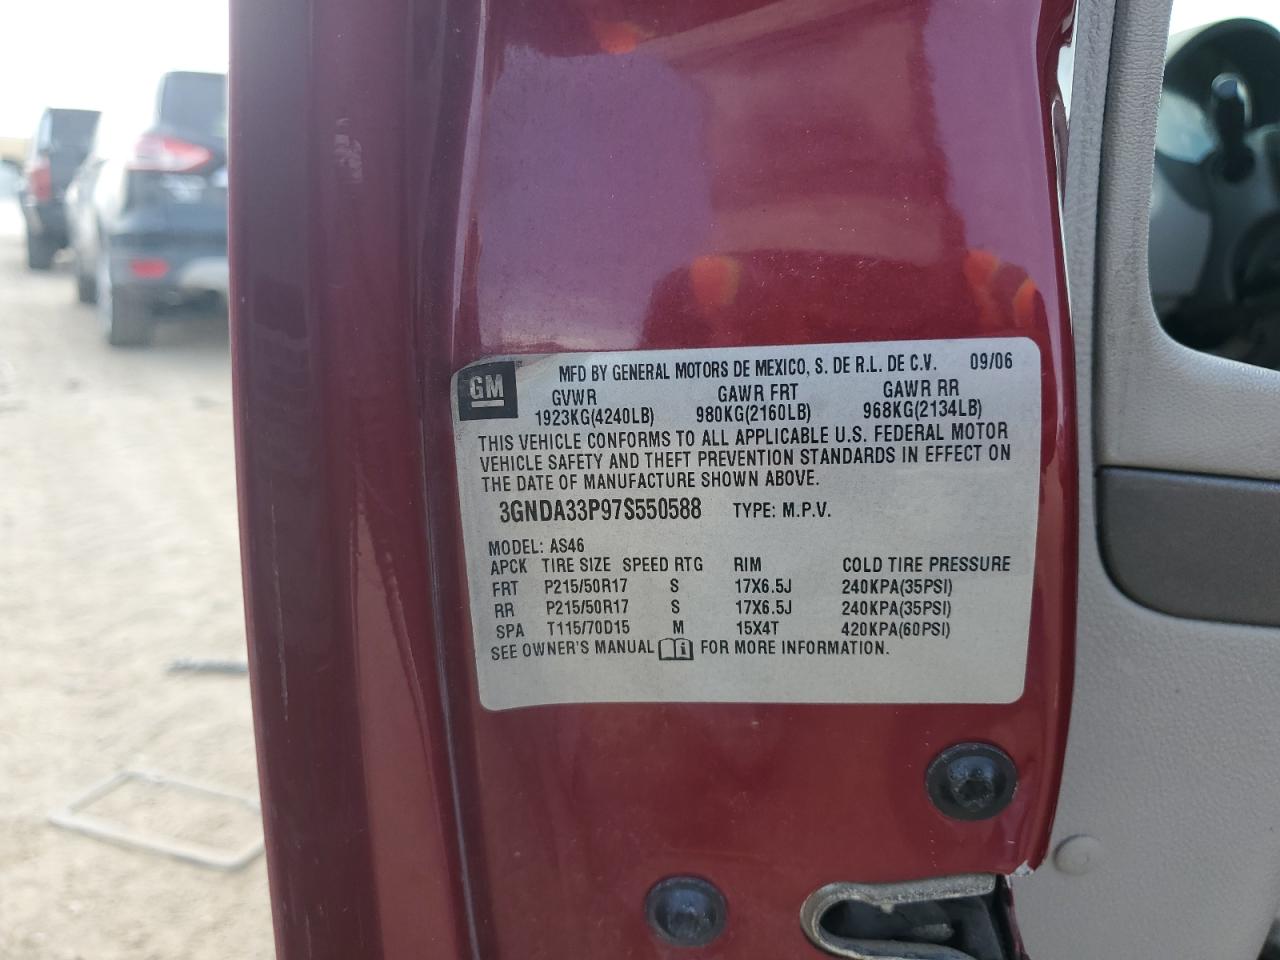 GM
MFD BY GENERAL MOTORS DE MEXICO, S. DE R.L. DE C.V. 09/06
GVWR GAWR FRT GAWR RR
1923KG(4240LB) 980KG(2160LB) 968KG(2134LB)
THIS VEHICLE CONFORMS TO ALL APPLICABLE U.S. FEDERAL MOTOR
VEHICLE SAFETY AND THEFT PREVENTION STANDARDS IN EFFECT ON
THE DATE OF MANUFACTURE SHOWN ABOVE.
3GNDA33P97S550588 TYPE: M.P.V.
MODEL: AS46
APCK TIRE SIZE SPEED RTG RIM COLD TIRE PRESSURE
FRT P215/50R17 S 17X6.5J 240KPA(35PSI)
RR P215/50R17 S 17X6.5J 240KPA(35PSI)
SPA T115/70D15 M 15X4T 420KPA(60PSI)
SEE OWNER'S MANUAL i FOR MORE INFORMATION.